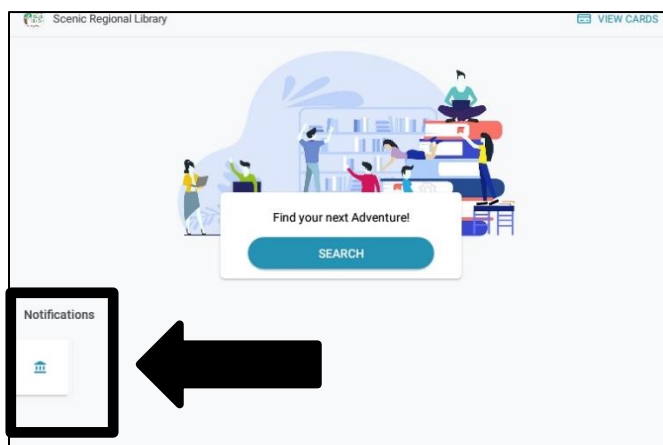 Scenic Regional Library
VIEW CARDS
Find your next Adventure!
SEARCH
Notifications